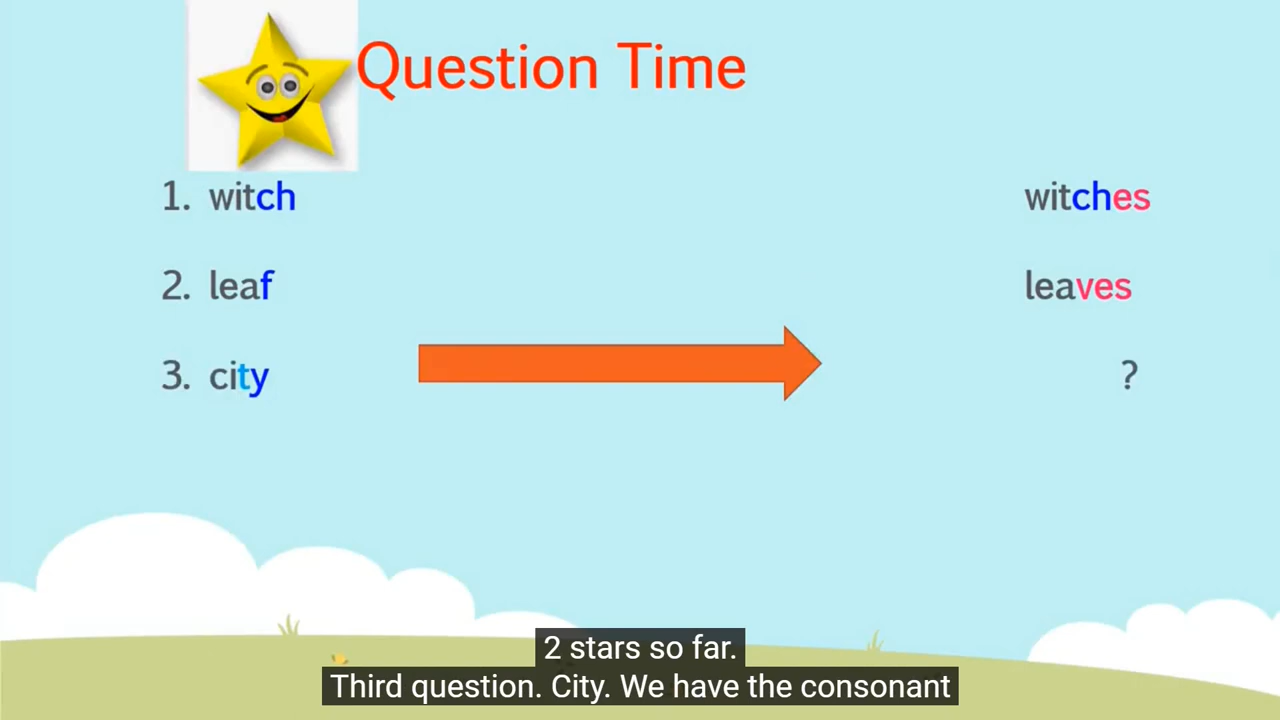 Question Time
1. witch witches
2. leaf leaves
3. city ?
2 stars so far.
Third question. City. We have the consonant